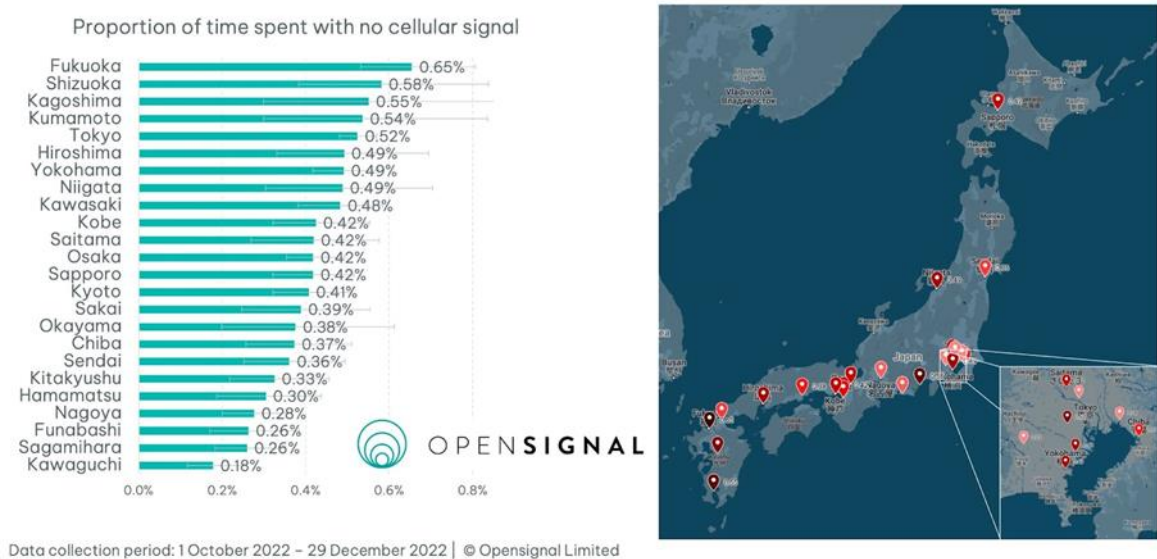 Proportion of time spent with no cellular signal
Fukuoka 0.65%
Shizuoka 0.58%
Kagoshima 0.55%
Kumamoto 0.54%
Tokyo 0.52%
Hiroshima 0.49%
Yokohama 0.49%
Niigata 0.49%
Kawasaki 0.48%
Kobe 0.42%
Saitama 0.42%
Osaka 0.42%
Sapporo 0.42%
Kyoto 0.41%
Sakai 0.39%
Okayama 0.38%
Chiba 0.37%
Sendai 0.36%
Kitakyushu 0.33%
Hamamatsu 0.30%
Nagoya 0.28%
Funabashi 0.26%
Sagamihara 0.26%
Kawaguchi 0.18%
0.0% 0.2% 0.4% 0.6% 0.8%
OPENSIGNAL
Data collection period: 1 October 2022 – 29 December 2022 | © Opensignal Limited
Vladivostok
Владивосток
Sapporo
Japan
Nagoya
Kobe
Busan
Saitama
Tokyo
Chiba
Yokohama